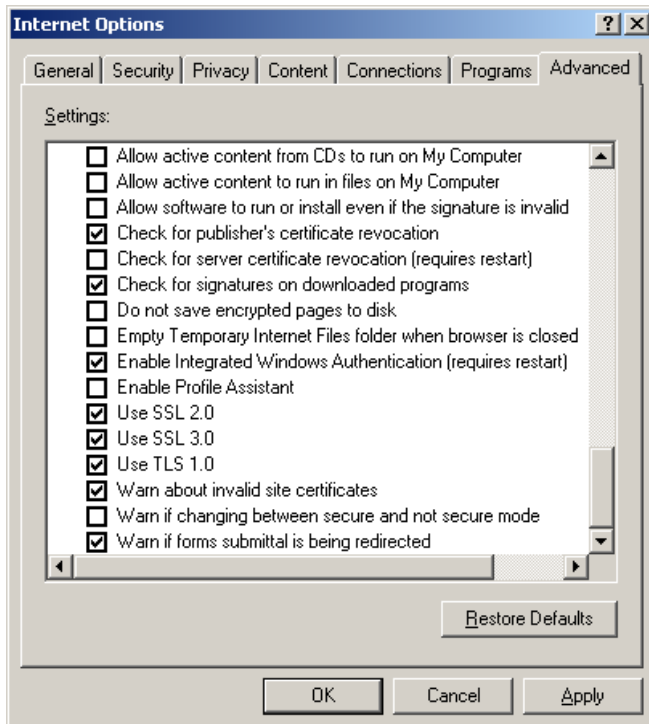 Internet Options
General Security Privacy Content Connections Programs Advanced
Settings:
Allow active content from CDs to run on My Computer
Allow active content to run in files on My Computer
Allow software to run or install even if the signature is invalid
Check for publisher's certificate revocation
Check for server certificate revocation (requires restart)
Check for signatures on downloaded programs
Do not save encrypted pages to disk
Empty Temporary Internet Files folder when browser is closed
Enable Integrated Windows Authentication (requires restart)
Enable Profile Assistant
Use SSL 2.0
Use SSL 3.0
Use TLS 1.0
Warn about invalid site certificates
Warn if changing between secure and not secure mode
Warn if forms submittal is being redirected
Restore Defaults
OK Cancel Apply